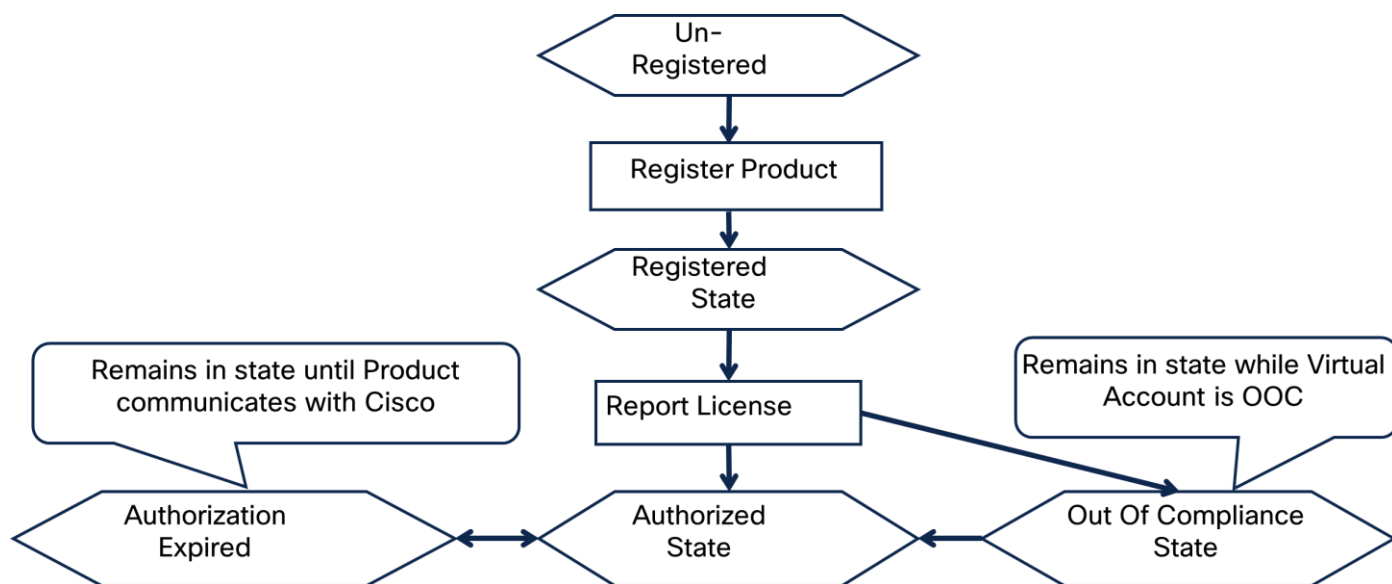 Un-
Registered
Register Product
Registered
State
Remains in state until Product
communicates with Cisco
Report License
Remains in state while Virtual
Account is OOC
Authorization
Expired
Authorized
State
Out Of Compliance
State